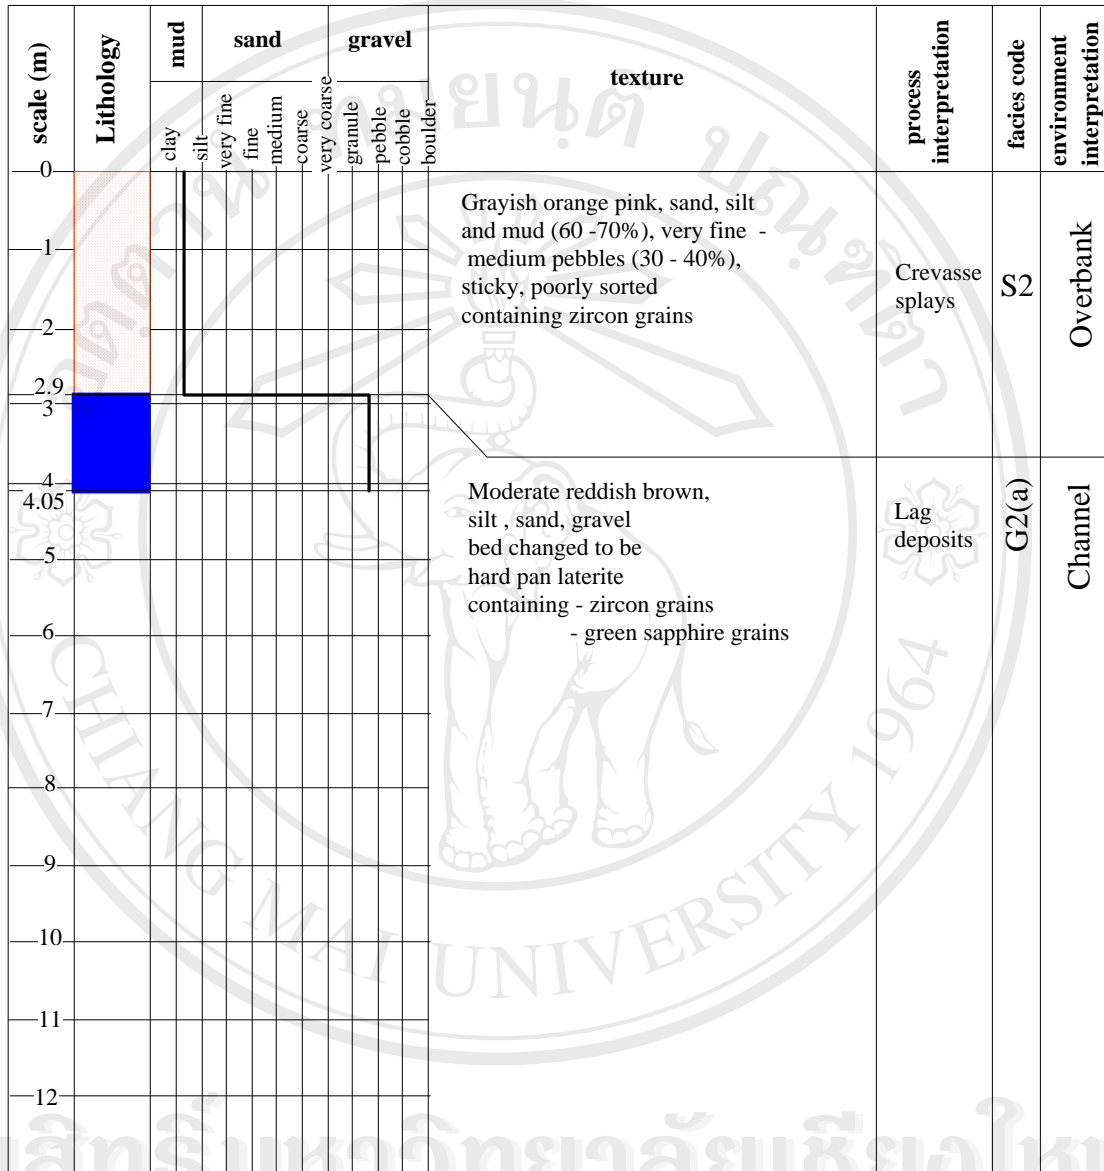 scale (m)
Lithology
mud
sand
gravel
texture
process
interpretation
facies code
environment
interpretation
clay
silt
very fine
fine
medium
coarse
very coarse
granule
pebble
cobble
boulder
0
1
2
2.9
3
4
4.05
5
6
7
8
9
10
11
12
Grayish orange pink, sand, silt
and mud (60 -70%), very fine -
medium pebbles (30 - 40%),
sticky, poorly sorted
containing zircon grains
Crevasse
splays
S2
Overbank
Moderate reddish brown,
silt , sand, gravel
bed changed to be
hard pan laterite
containing - zircon grains
- green sapphire grains
Lag
deposits
G2(a)
Channel
CHIANG MAI UNIVERSITY 1964